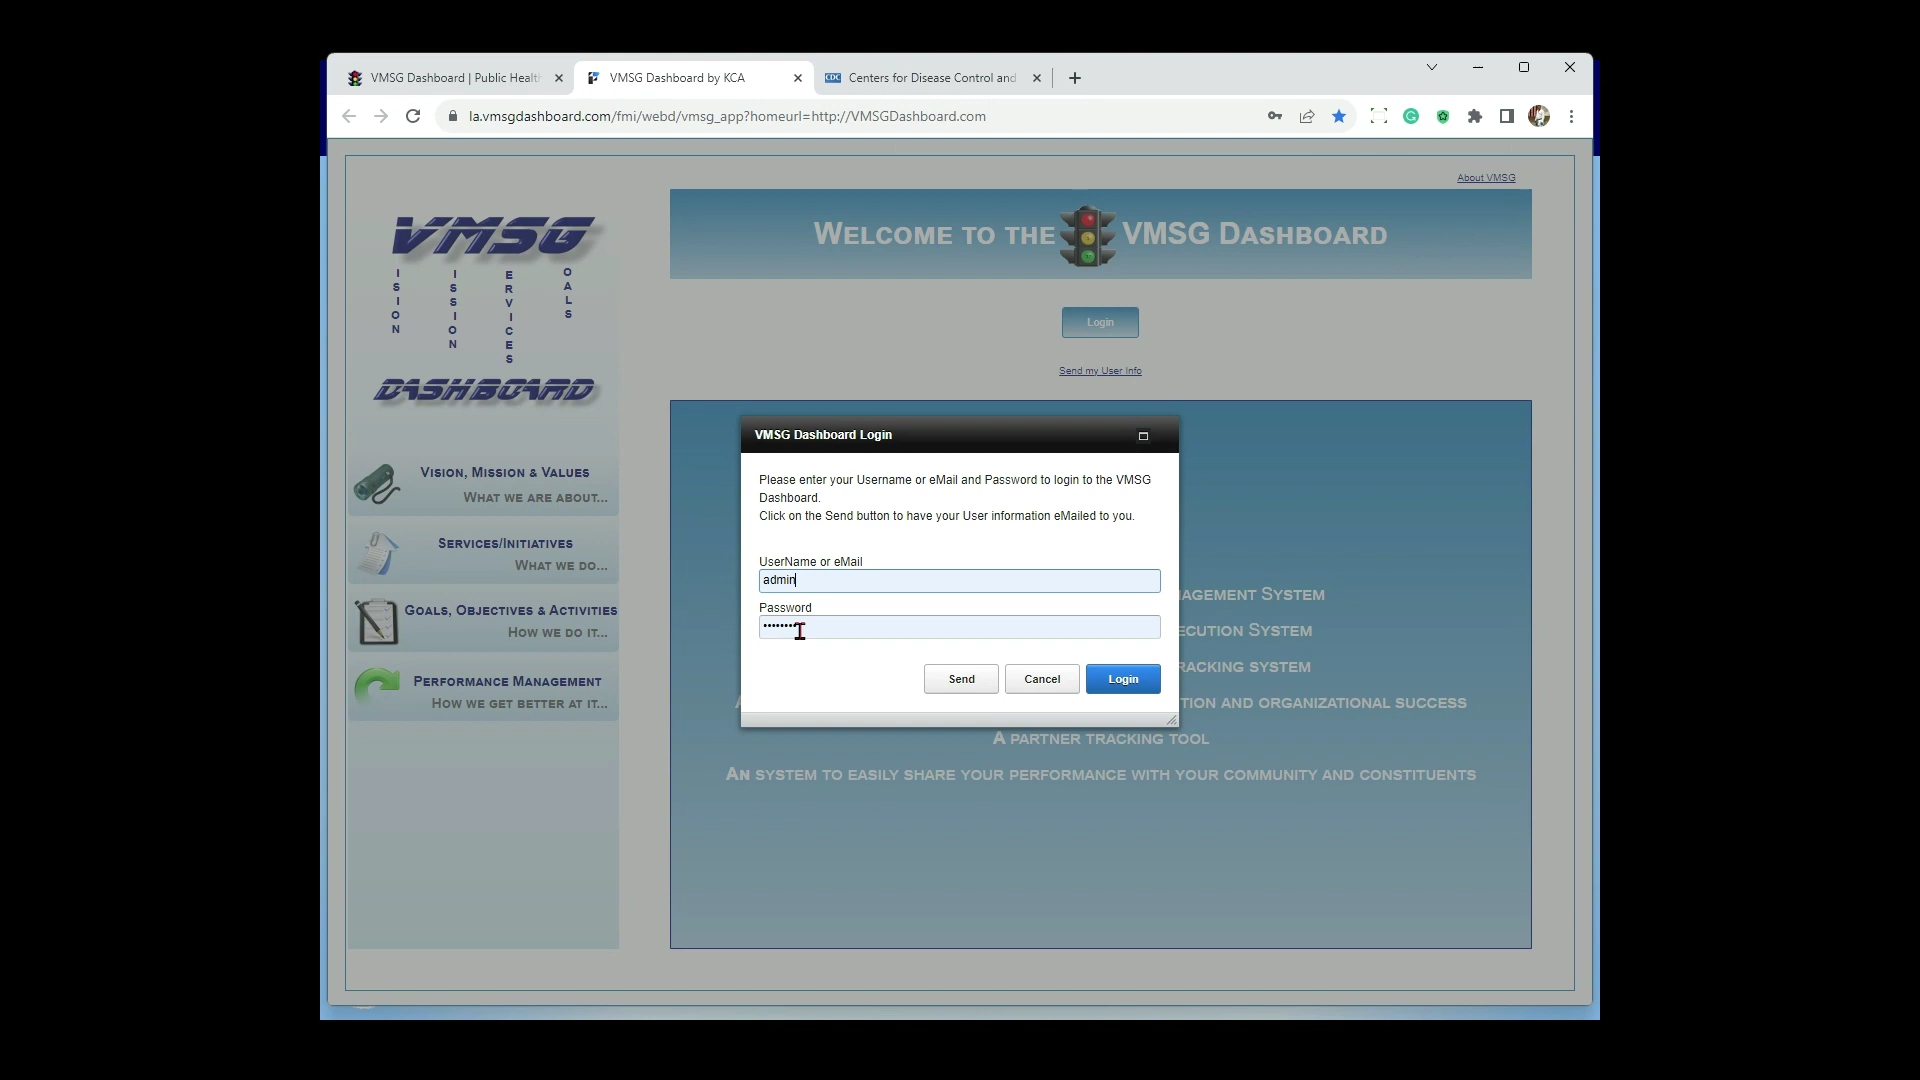 VMSG Dashboard | Public Healt
VMSG Dashboard by KCA
CDC Centers for Disease Control and
la.vmsgdashboard.com/fmi/webd/vmsg_app?homeurl=http://VMSGDashboard.com
About VMSG
VMSG
VISION
MISSION
SERVICES
GOALS
DASHBOARD
WELCOME TO THE VMSG DASHBOARD
Login
Send my User Info
VISION, MISSION & VALUES
WHAT WE ARE ABOUT...
SERVICES/INITIATIVES
WHAT WE DO...
GOALS, OBJECTIVES & ACTIVITIES
HOW WE DO IT...
PERFORMANCE MANAGEMENT
HOW WE GET BETTER AT IT...
VMSG Dashboard Login
Please enter your Username or eMail and Password to login to the VMSG
Dashboard.
Click on the Send button to have your User information eMailed to you.
UserName or eMail
admin
Password
Send Cancel Login
AGEMENT SYSTEM
ECUTION SYSTEM
RACKING SYSTEM
A TION AND ORGANIZATIONAL SUCCESS
A PARTNER TRACKING TOOL
AN SYSTEM TO EASILY SHARE YOUR PERFORMANCE WITH YOUR COMMUNITY AND CONSTITUENTS